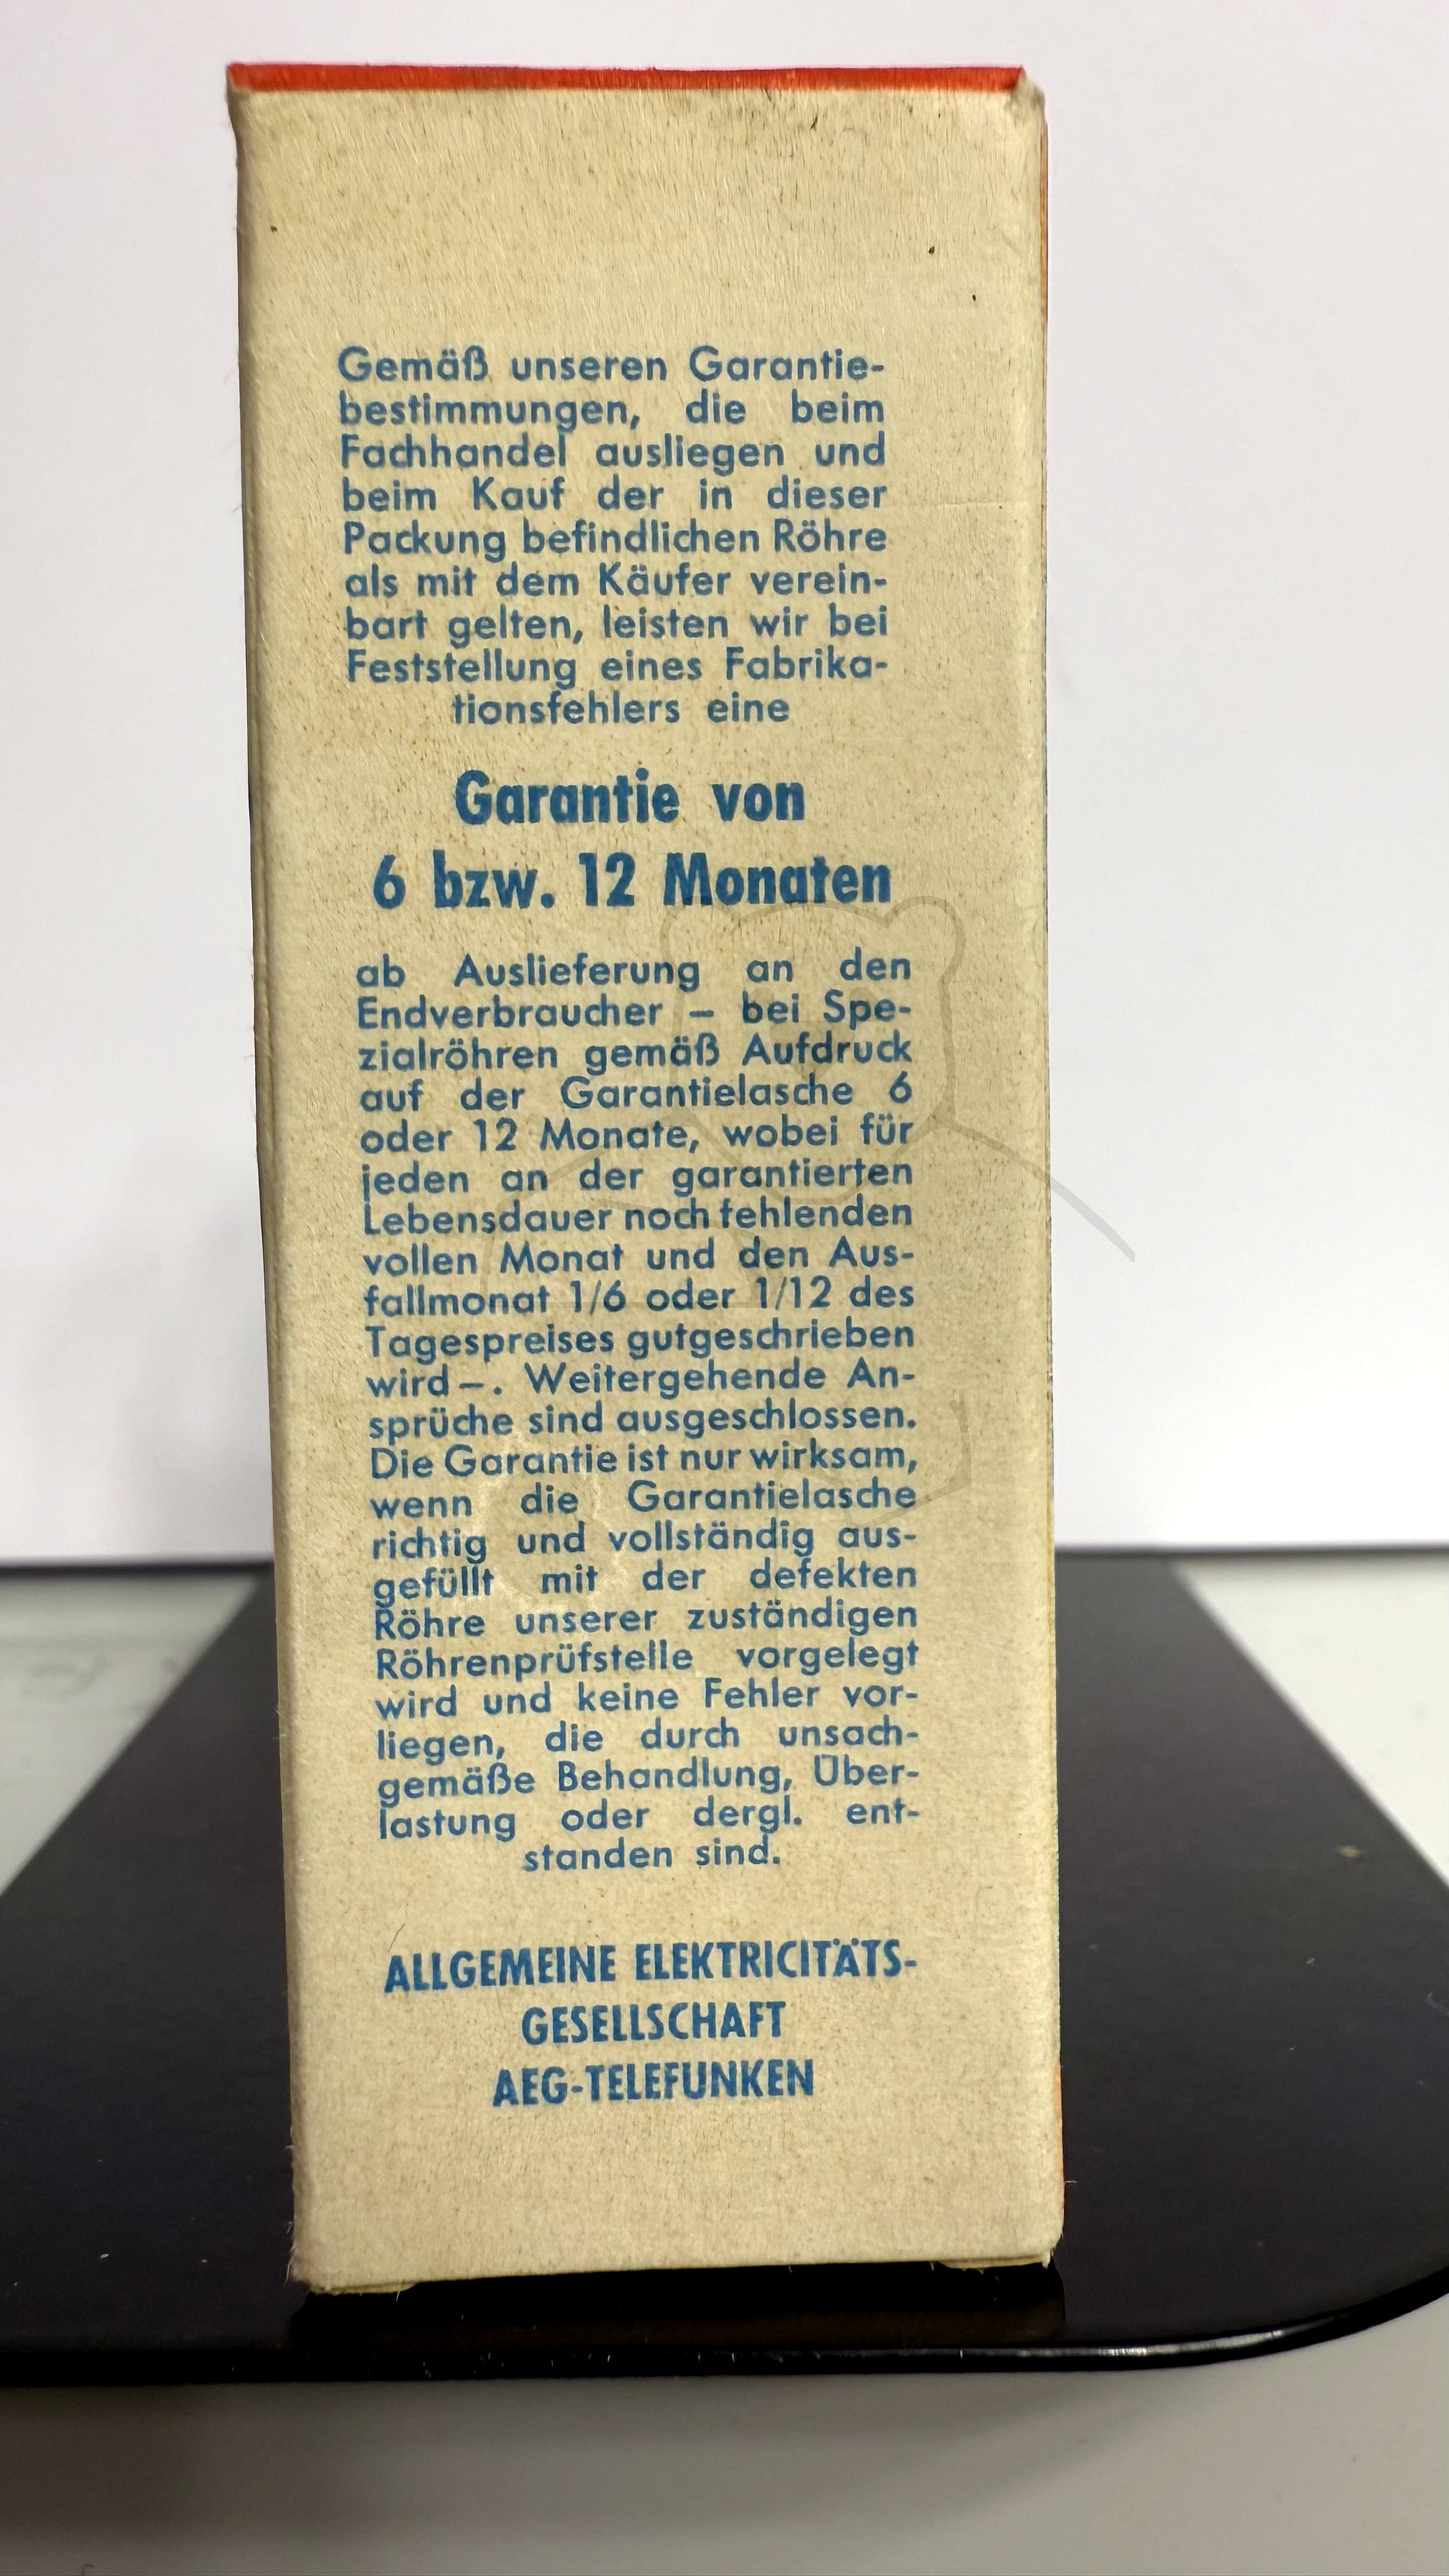 Gemäß unseren Garantie-
bestimmungen, die beim
Fachhandel ausliegen und
beim Kauf der in dieser
Packung befindlichen Röhre
als mit dem Käufer verein-
bart gelten, leisten wir bei
Feststellung eines Fabrika-
tionsfehlers eine
Garantie von
6 bzw. 12 Monaten
ab Auslieferung an den
Endverbraucher – bei Spe-
zialröhren gemäß Aufdruck
auf der Garantielasche 6
oder 12 Monate, wobei für
jeden an der garantierten
Lebensdauer noch fehlenden
vollen Monat und den Aus-
fallmonat 1/6 oder 1/12 des
Tagespreises gutgeschrieben
wird –. Weitergehende An-
sprüche sind ausgeschlossen.
Die Garantie ist nur wirksam,
wenn die Garantielasche
richtig und vollständig aus-
gefüllt mit der defekten
Röhre unserer zuständigen
Röhrenprüfstelle vorgelegt
wird und keine Fehler vor-
liegen, die durch unsach-
gemäße Behandlung, Über-
lastung oder dergl. ent-
standen sind.
ALLGEMEINE ELEKTRICITÄTS-
GESELLSCHAFT
AEG-TELEFUNKEN